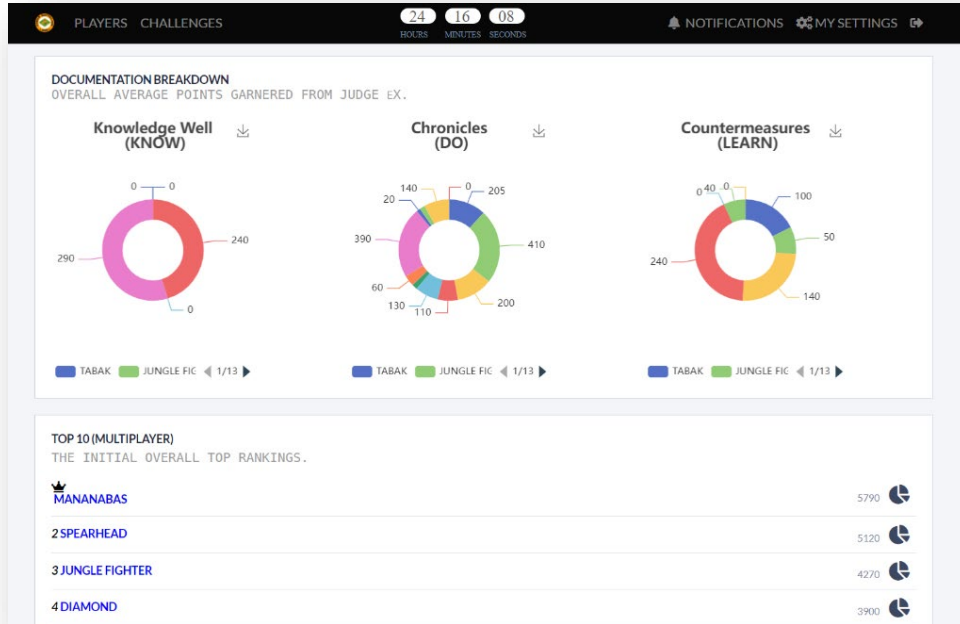 PLAYERS CHALLENGES
24 16 08
HOURS MINUTES SECONDS
NOTIFICATIONS MY SETTINGS
DOCUMENTATION BREAKDOWN
OVERALL AVERAGE POINTS GARNERED FROM JUDGE EX.
Knowledge Well
(KNOW)
0 0
240
290
0
TABAK JUNGLE FIG 1/13
Chronicles
(DO)
140 0 205
20
390 410
60
130 110 200
TABAK JUNGLE FIG 1/13
Countermeasures
(LEARN)
0 40 0 100
50
240
140
TABAK JUNGLE FIG 1/13
TOP 10 (MULTIPLAYER)
THE INITIAL OVERALL TOP RANKINGS.
MANANABAS 5790
2 SPEARHEAD 5120
3 JUNGLE FIGHTER 4270
4 DIAMOND 3900